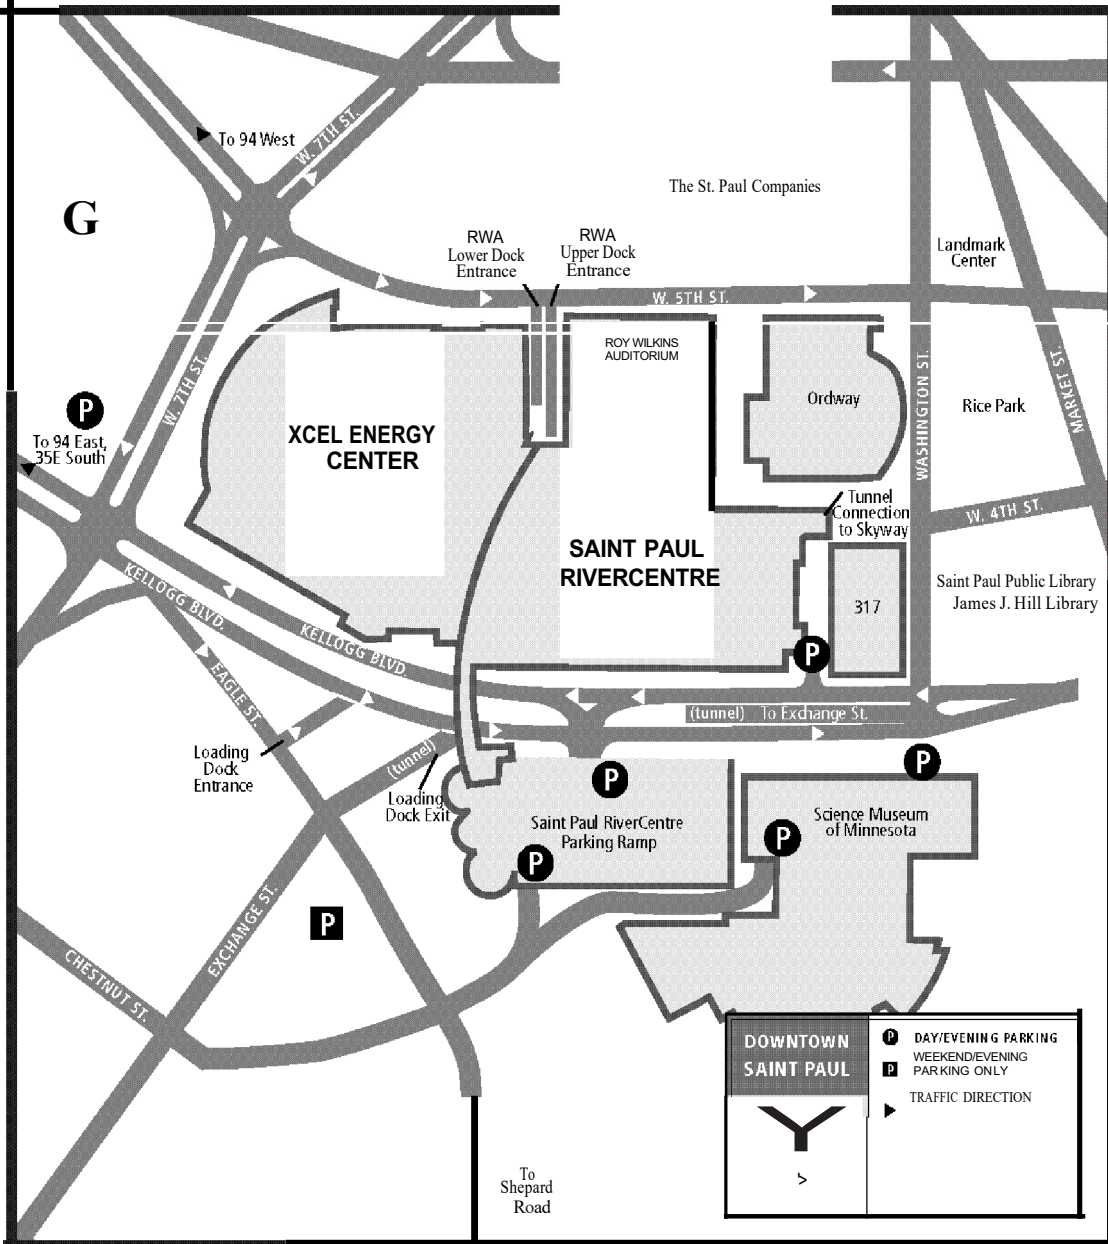 To 94 West
W. 7TH ST.
The St. Paul Companies
G
RWA
Lower Dock
Entrance
RWA
Upper Dock
Entrance
Landmark
Center
W. 5TH ST.
ROY WILKINS
AUDITORIUM
W. 7TH ST.
P
To 94 East,
35E South
XCEL ENERGY
CENTER
Ordway
WASHINGTON ST.
Rice Park
MARKET ST.
Tunnel
Connection
to Skyway
W. 4TH ST.
SAINT PAUL
RIVERCENTRE
KELLOGG BLVD.
KELLOGG BLVD.
317
Saint Paul Public Library
James J. Hill Library
P
EAGLE ST.
(tunnel) To Exchange St.
Loading
Dock
Entrance
(tunnel)
Loading
Dock Exit
P
P
Saint Paul RiverCentre
Parking Ramp
Science Museum
of Minnesota
P
P
EXCHANGE ST.
P
CHESTNUT ST.
DOWNTOWN
SAINT PAUL
P DAY/EVENING PARKING
P WEEKEND/EVENING
PARKING ONLY
TRAFFIC DIRECTION
To
Shepard
Road